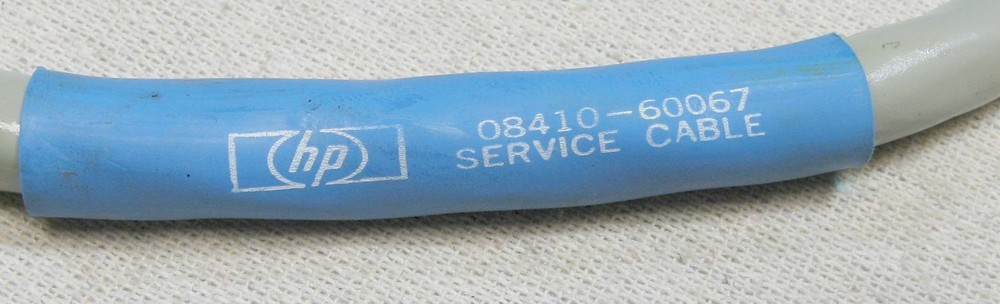 hp
08410-60067
SERVICE CABLE